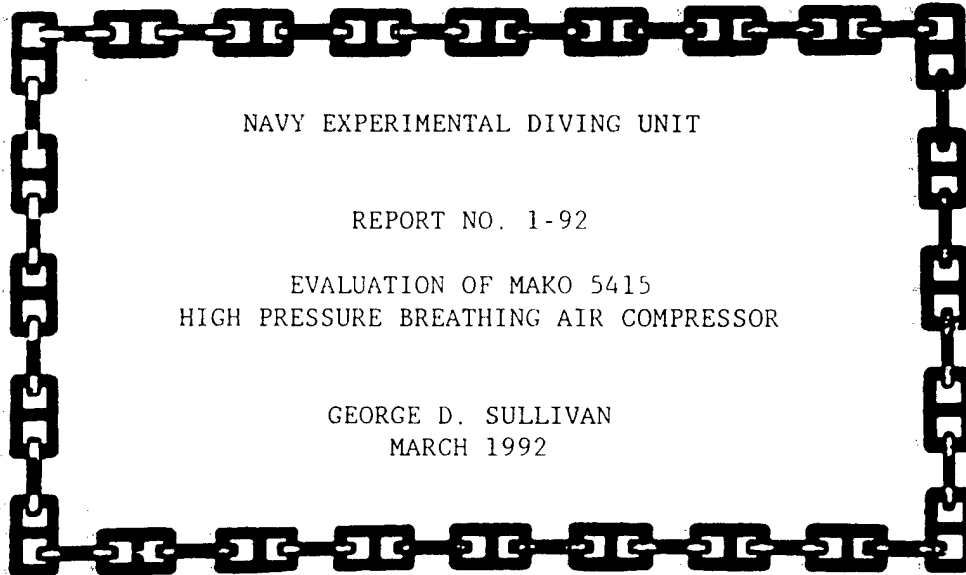 NAVY EXPERIMENTAL DIVING UNIT
REPORT NO. 1-92
EVALUATION OF MAKO 5415
HIGH PRESSURE BREATHING AIR COMPRESSOR
GEORGE D. SULLIVAN
MARCH 1992